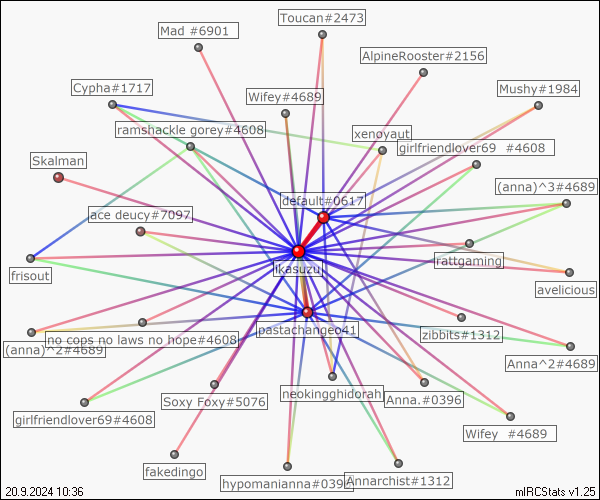 Toucan#2473
Mad #6901
AlpineRooster#2156
Cypha#1717
Wifey#4689
Mushy#1984
ramshackle gorey#4608
xenoyaut
girlfriendlover69 #4608
Skalman
(anna)^3#4689
default#0617
ace deucy#7097
rattgaming
ikasuzu
frisout
avelicious
pastachangeo41
zibbits#1312
no cops no laws no hope#4608
(anna)^2#4689
Anna^2#4689
neokingghidorah
Anna.#0396
Soxy Foxy#5076
girlfriendlover69#4608
Wifey #4689
fakedingo
hypomanianna#0396
Annarchist#1312
20.9.2024 10:36
mIRCStats v1.25